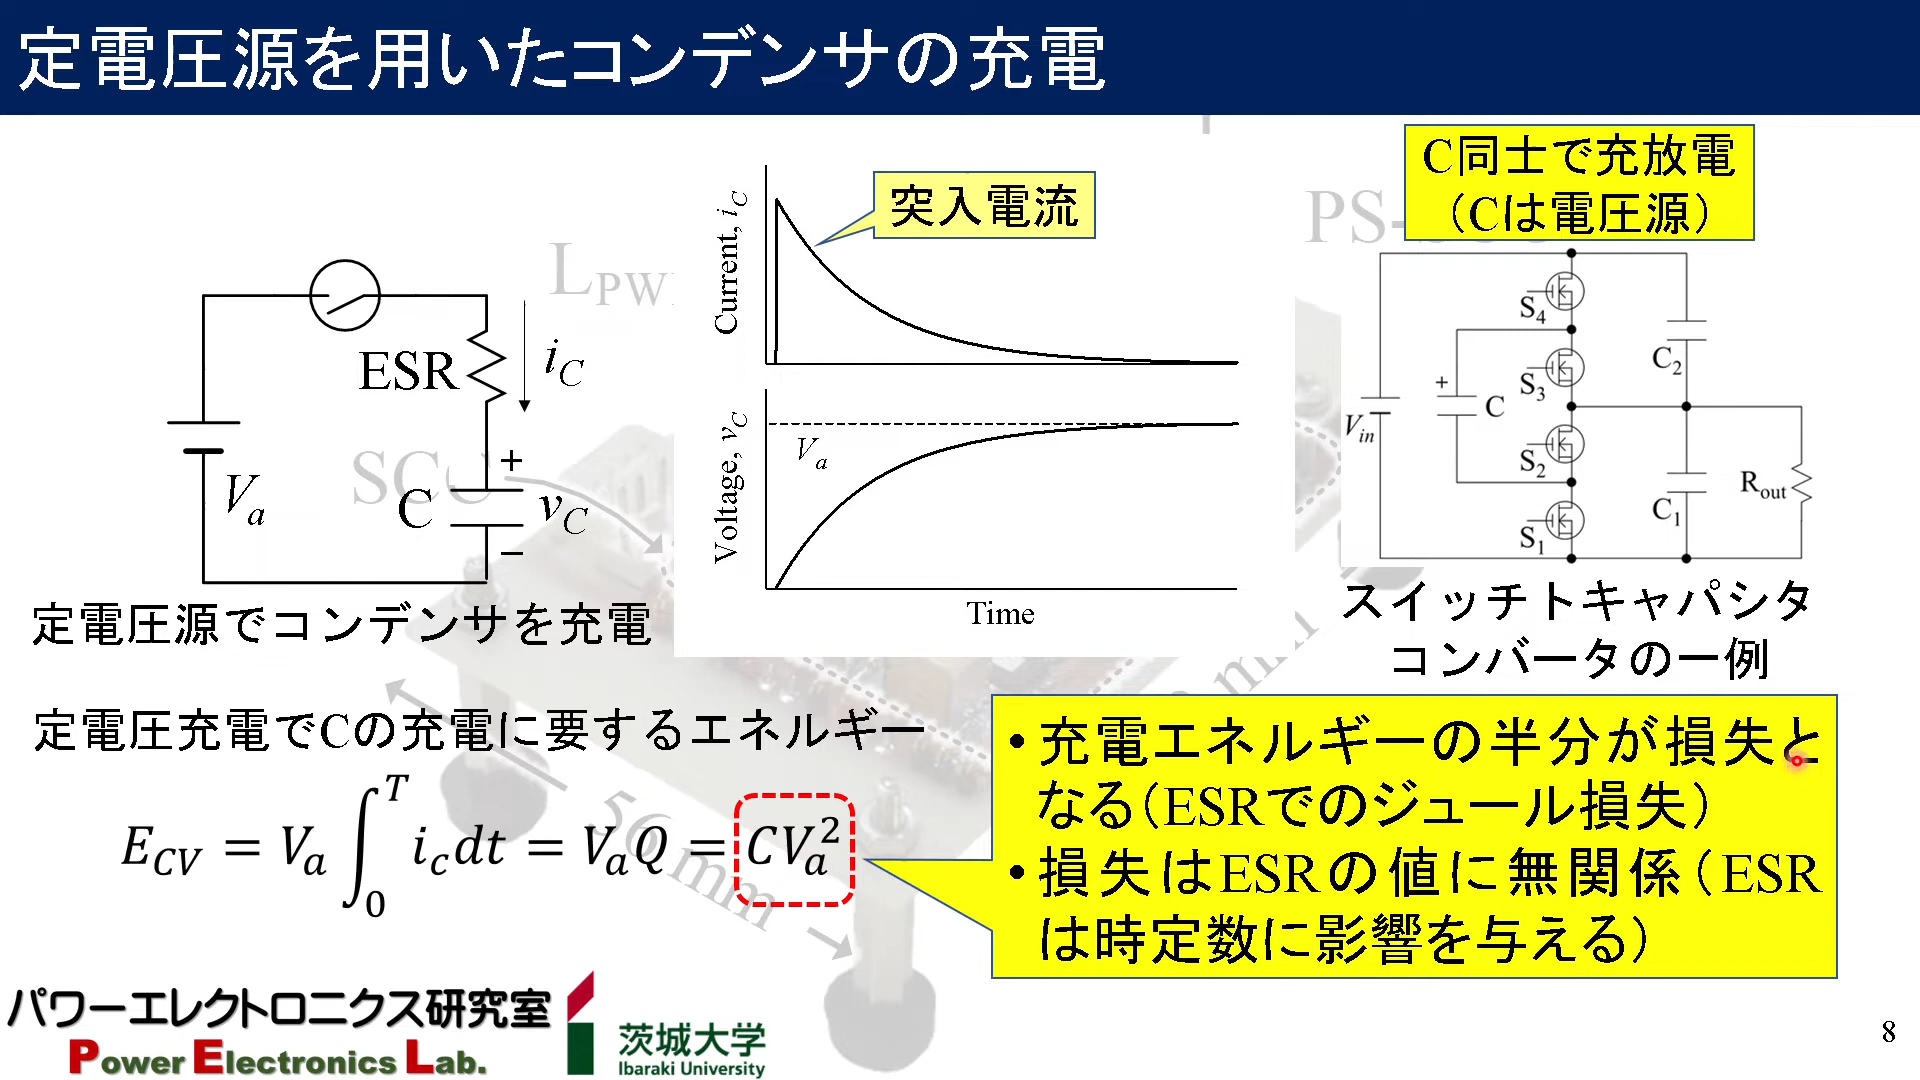 定電圧源を用いたコンデンサの充電
ESR
i_C
V_a
C
+
v_C
−
定電圧源でコンデンサを充電
L_PW
SCC
Current, i_C
突入電流
Voltage, v_C
V_a
Time
PS-
C同士で充放電
（Cは電圧源）
S_4
S_3
S_2
S_1
+
C
V_in
C_2
C_1
R_out
スイッチトキャパシタ
コンバータの一例
定電圧充電でCの充電に要するエネルギー
E_CV = V_a ∫_0^T i_c dt = V_a Q = CV_a^2
56 mm
mm
• 充電エネルギーの半分が損失と
なる（ESRでのジュール損失）
• 損失はESRの値に無関係（ESR
は時定数に影響を与える）
パワーエレクトロニクス研究室
Power Electronics Lab.
茨城大学
Ibaraki University
8